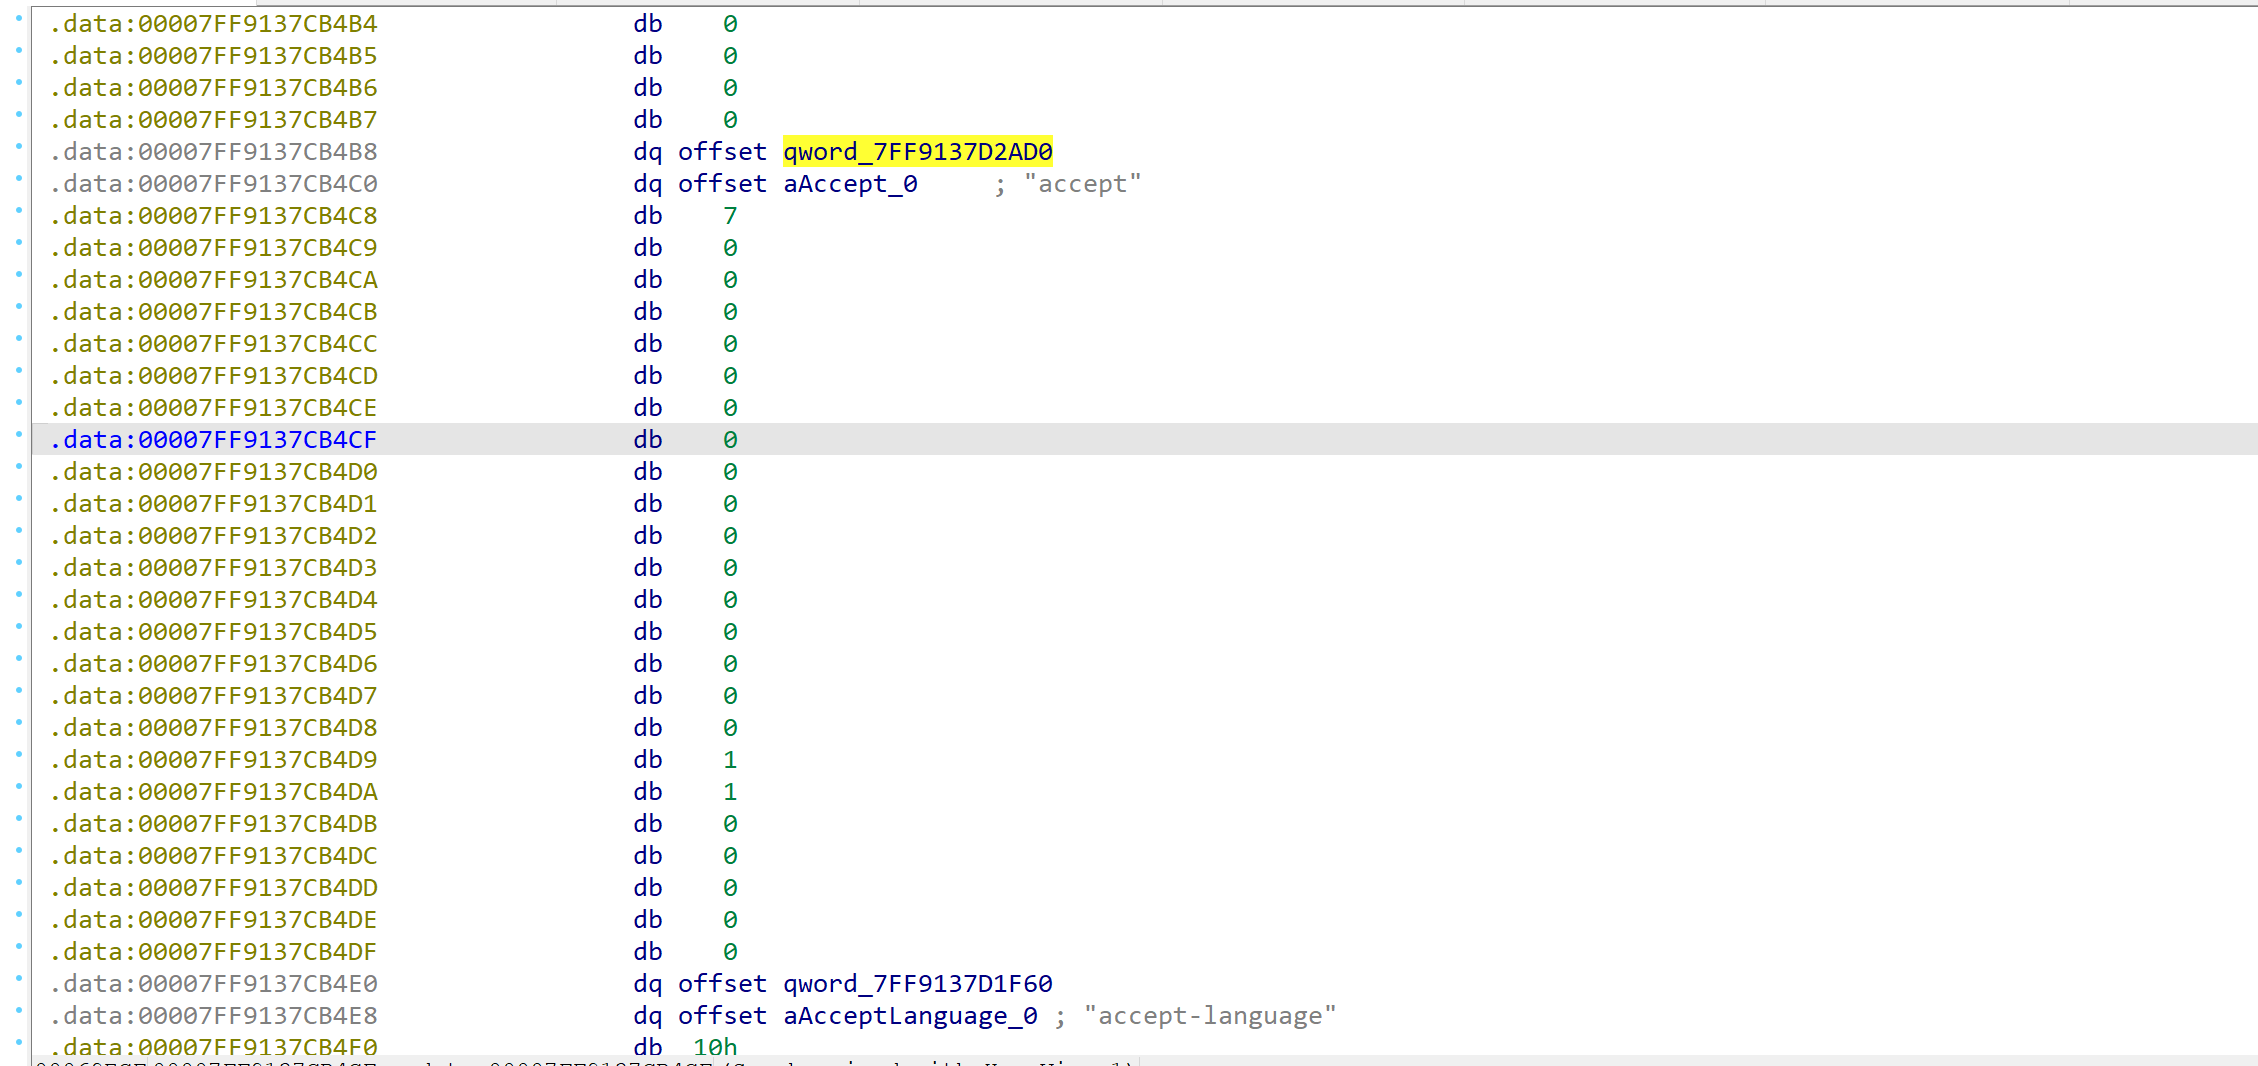 .data:00007FF9137CB4B4 db 0
.data:00007FF9137CB4B5 db 0
.data:00007FF9137CB4B6 db 0
.data:00007FF9137CB4B7 db 0
.data:00007FF9137CB4B8 dq offset qword_7FF9137D2AD0
.data:00007FF9137CB4C0 dq offset aAccept_0 ; "accept"
.data:00007FF9137CB4C8 db 7
.data:00007FF9137CB4C9 db 0
.data:00007FF9137CB4CA db 0
.data:00007FF9137CB4CB db 0
.data:00007FF9137CB4CC db 0
.data:00007FF9137CB4CD db 0
.data:00007FF9137CB4CE db 0
.data:00007FF9137CB4CF db 0
.data:00007FF9137CB4D0 db 0
.data:00007FF9137CB4D1 db 0
.data:00007FF9137CB4D2 db 0
.data:00007FF9137CB4D3 db 0
.data:00007FF9137CB4D4 db 0
.data:00007FF9137CB4D5 db 0
.data:00007FF9137CB4D6 db 0
.data:00007FF9137CB4D7 db 0
.data:00007FF9137CB4D8 db 0
.data:00007FF9137CB4D9 db 1
.data:00007FF9137CB4DA db 1
.data:00007FF9137CB4DB db 0
.data:00007FF9137CB4DC db 0
.data:00007FF9137CB4DD db 0
.data:00007FF9137CB4DE db 0
.data:00007FF9137CB4DF db 0
.data:00007FF9137CB4E0 dq offset qword_7FF9137D1F60
.data:00007FF9137CB4E8 dq offset aAcceptLanguage_0 ; "accept-language"
.data:00007FF9137CB4F0 db 10h